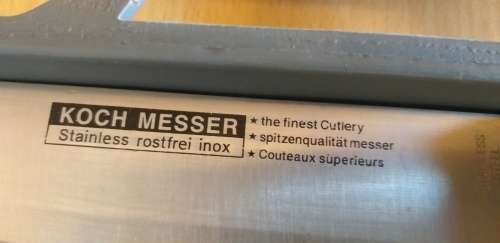 KOCH MESSER
Stainless rostfrei inox
★ the finest Cutlery
★ spitzenqualität messer
★ Couteaux supérieurs